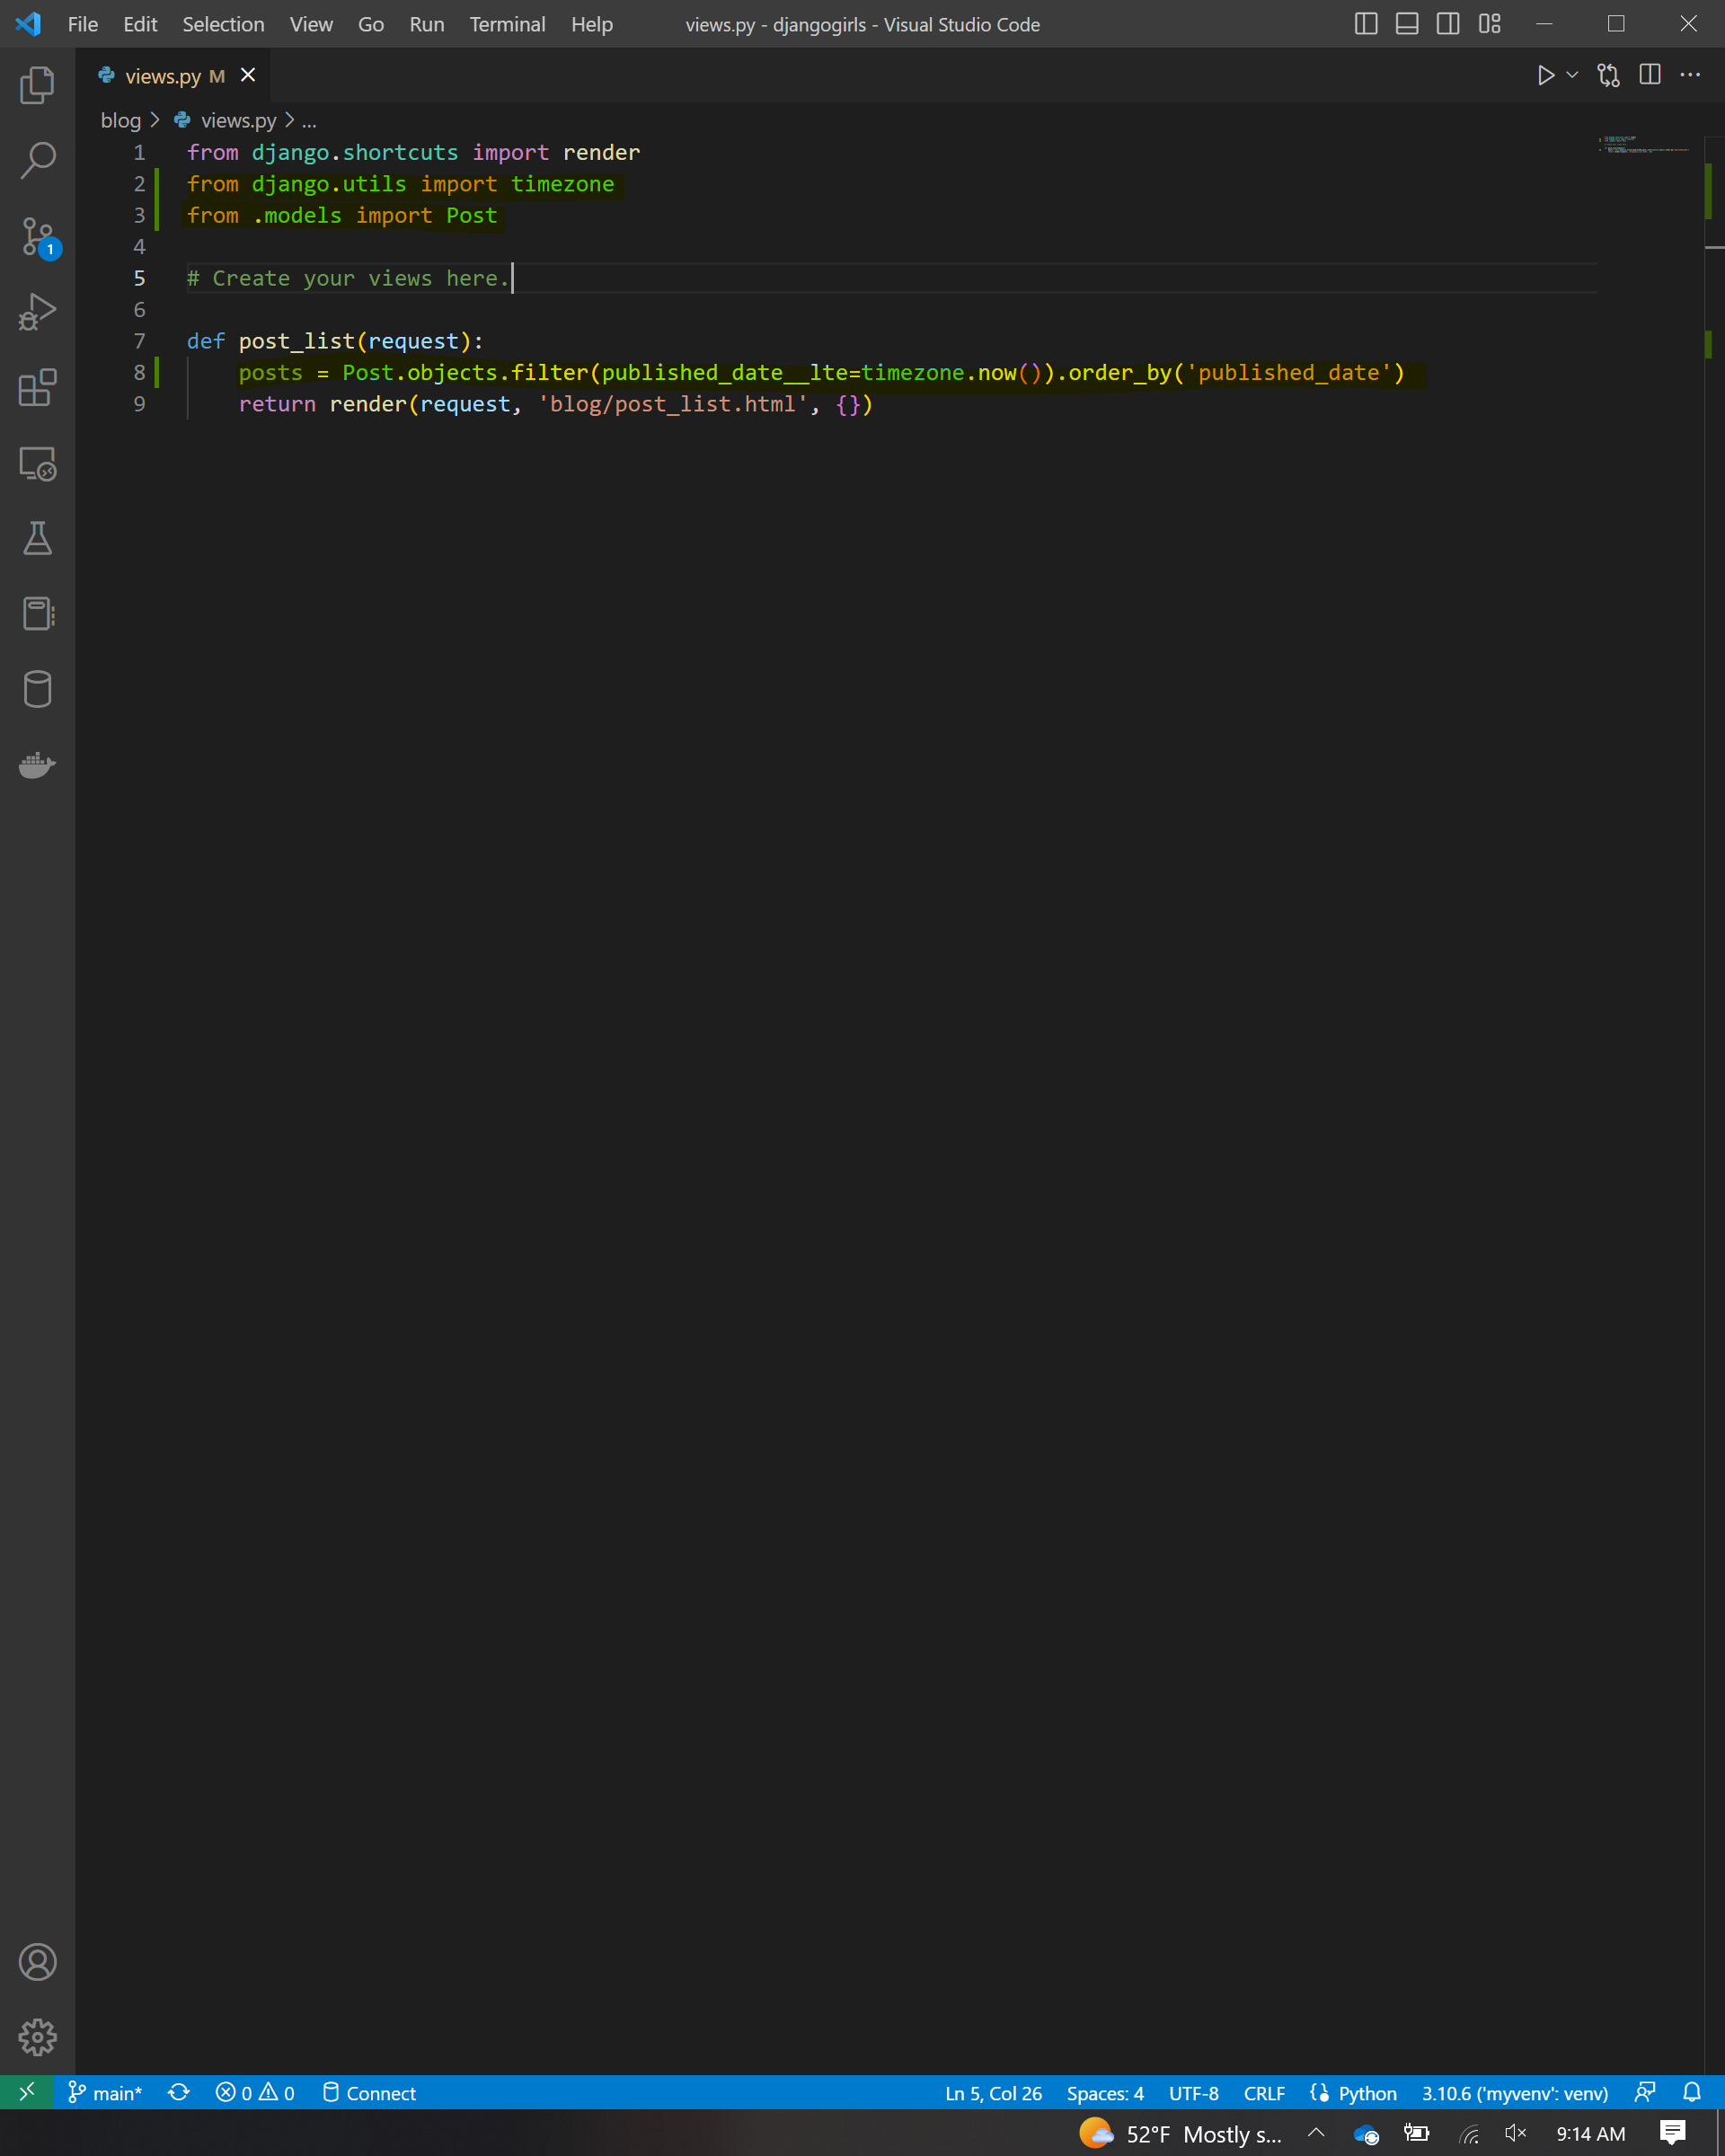 File Edit Selection View Go Run Terminal Help views.py - djangogirls - Visual Studio Code
views.py M
blog > views.py > ...
1 from django.shortcuts import render
2 from django.utils import timezone
3 from .models import Post
4
5 # Create your views here.
6
7 def post_list(request):
8     posts = Post.objects.filter(published_date__lte=timezone.now()).order_by('published_date')
9     return render(request, 'blog/post_list.html', {})
1
main* 0 0 Connect Ln 5, Col 26 Spaces: 4 UTF-8 CRLF Python 3.10.6 ('myvenv': venv)
52°F Mostly s... 9:14 AM